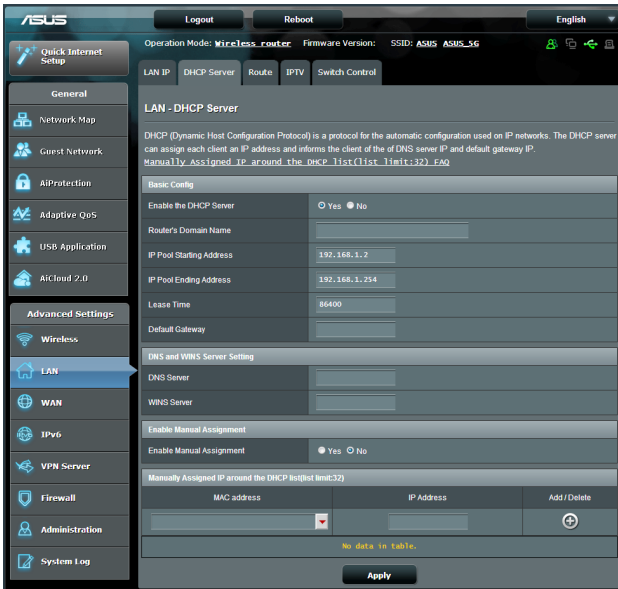 ASUS
Logout
Reboot
English
Quick Internet Setup
Operation Mode: Wireless router Firmware Version: SSID: ASUS ASUS_5G
LAN IP
DHCP Server
Route
IPTV
Switch Control
General
Network Map
Guest Network
AiProtection
Adaptive QoS
USB Application
AiCloud 2.0
Advanced Settings
Wireless
LAN
WAN
IPv6
VPN Server
Firewall
Administration
System Log
LAN - DHCP Server
DHCP (Dynamic Host Configuration Protocol) is a protocol for the automatic configuration used on IP networks. The DHCP server
can assign each client an IP address and informs the client of the of DNS server IP and default gateway IP.
Manually Assigned IP around the DHCP list(list limit:32) FAQ
Basic Config
Enable the DHCP Server
Yes No
Router's Domain Name
IP Pool Starting Address
192.168.1.2
IP Pool Ending Address
192.168.1.254
Lease Time
86400
Default Gateway
DNS and WINS Server Setting
DNS Server
WINS Server
Enable Manual Assignment
Enable Manual Assignment
Yes No
Manually Assigned IP around the DHCP list(list limit:32)
MAC address
IP Address
Add / Delete
No data in table.
Apply